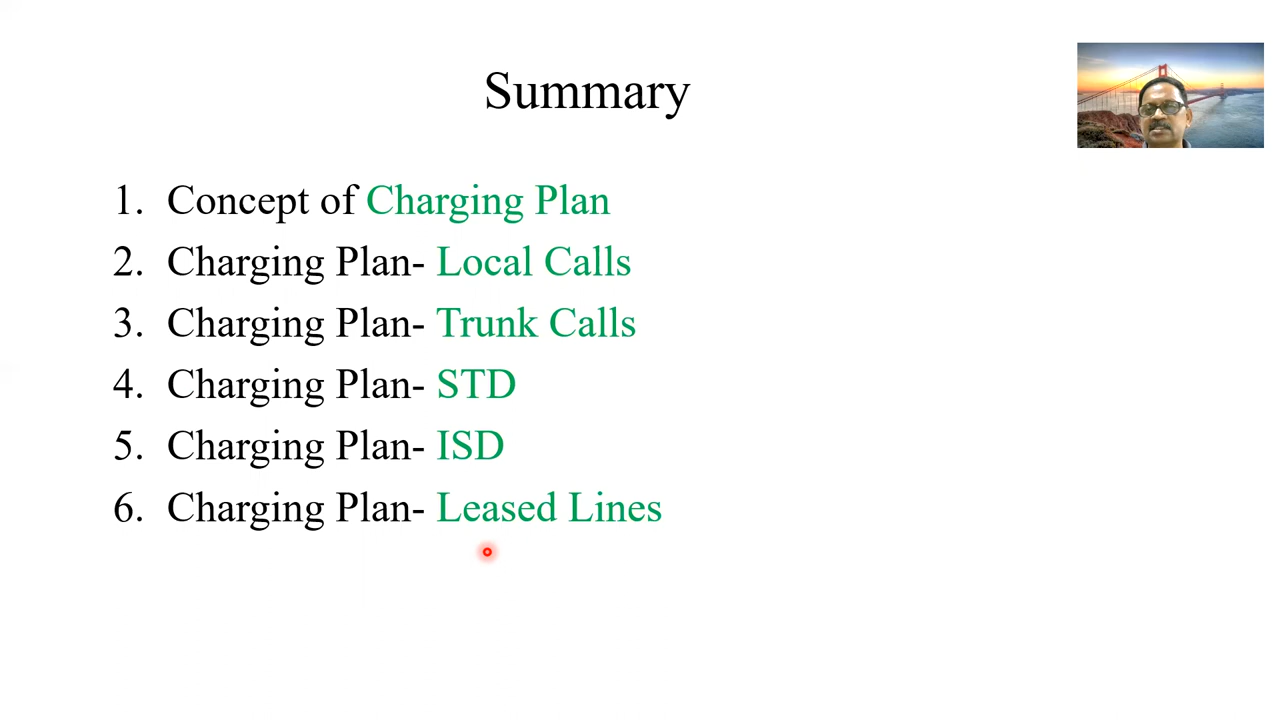 Summary
1. Concept of Charging Plan
2. Charging Plan- Local Calls
3. Charging Plan- Trunk Calls
4. Charging Plan- STD
5. Charging Plan- ISD
6. Charging Plan- Leased Lines